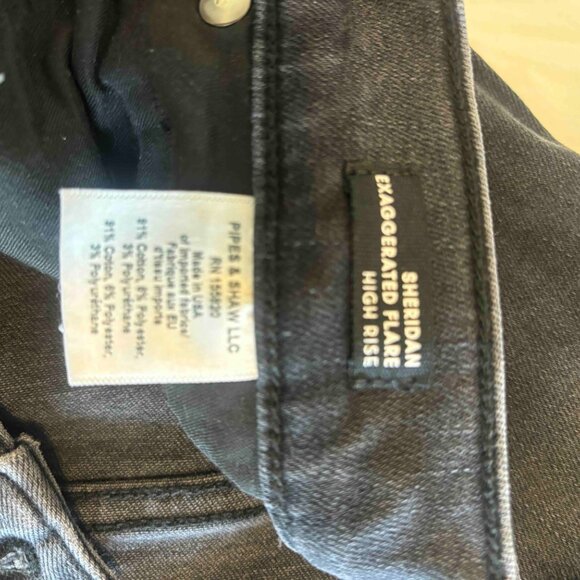 SHERIDAN
EXAGGERATED FLARE
HIGH RISE
PIPES & SHAW LLC
RN 155620
Made in USA
of imported fabrics/
Fabriqué aux EU
d'tissu importé
91% Cotton, 6% Polyester,
3% Polyurethane
91% Coton, 6% Polyester,
3% Polyuréthane